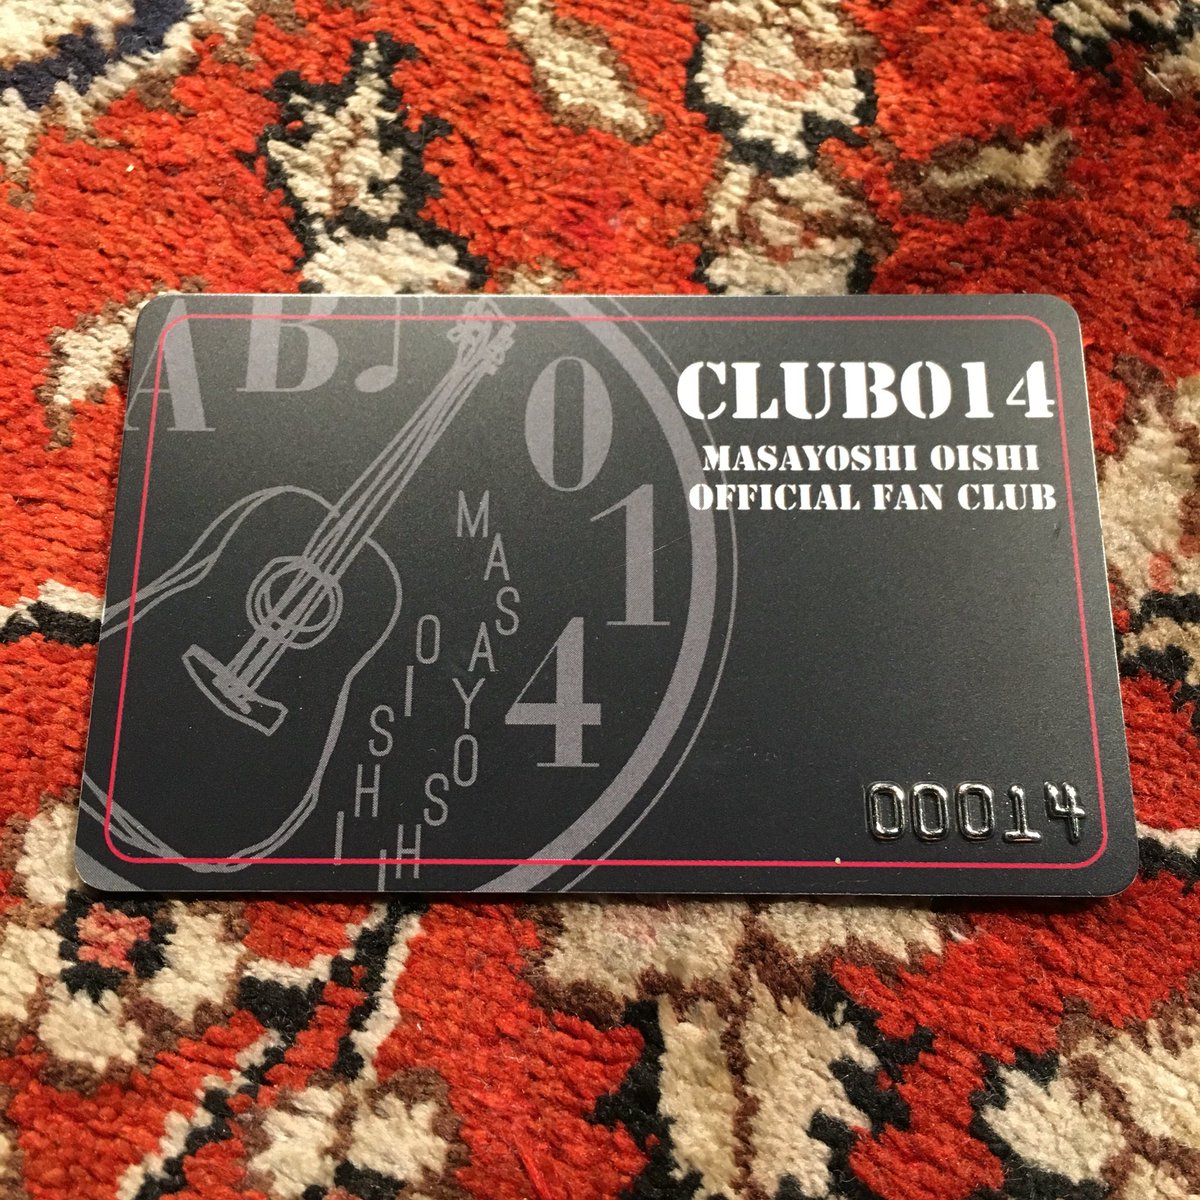 AB♪
014
MASAYOSHI
OISHI
CLUB014
MASAYOSHI OISHI
OFFICIAL FAN CLUB
00014